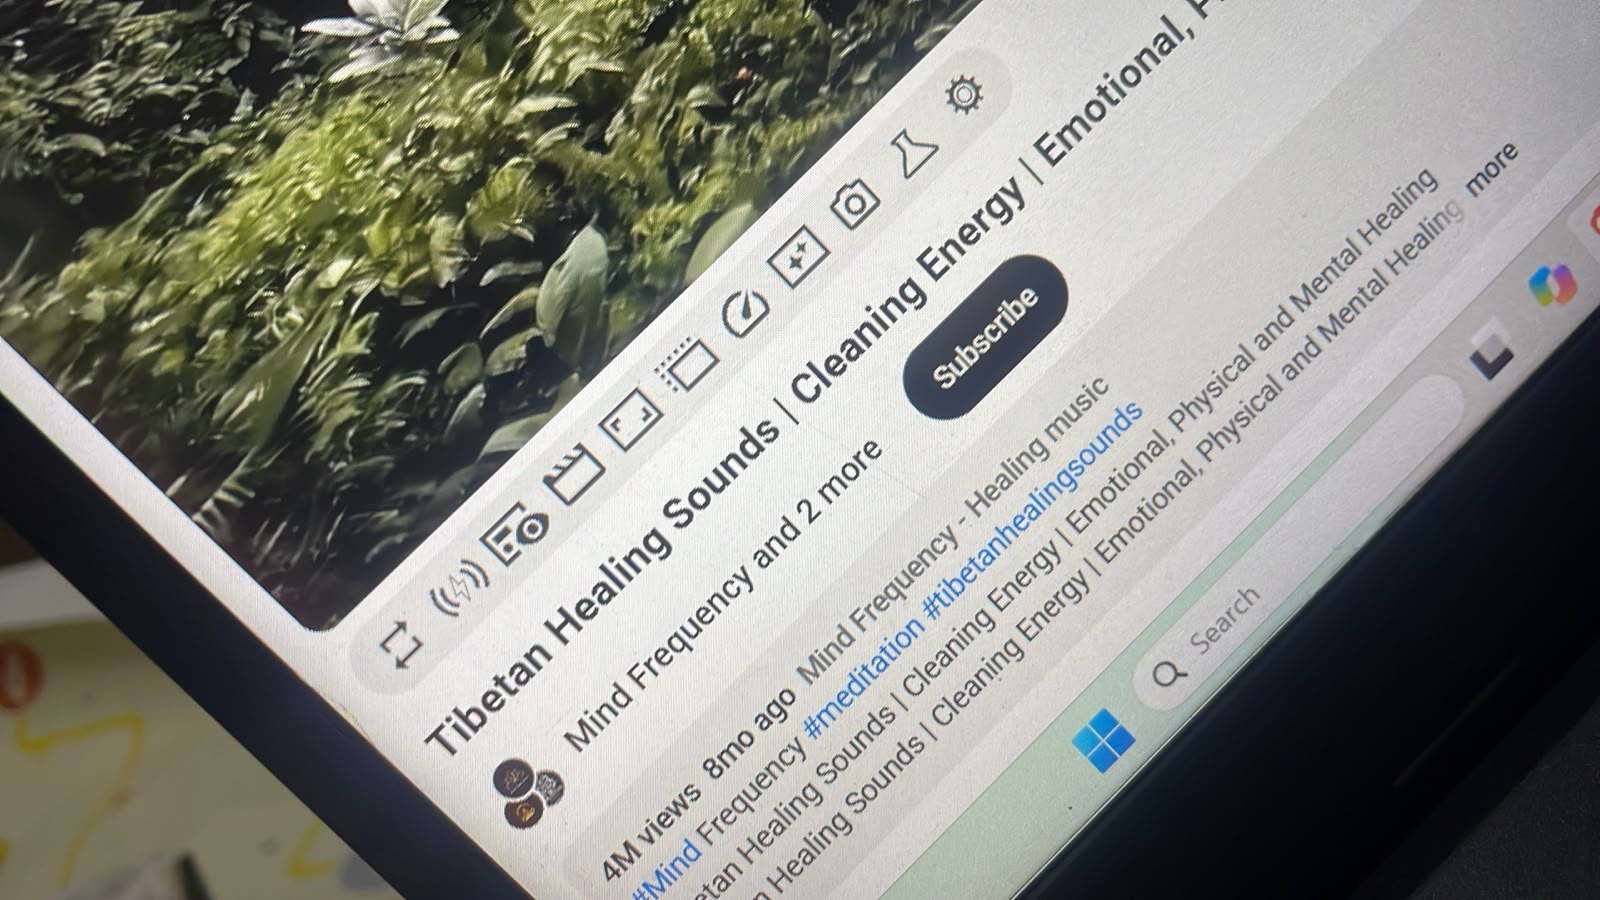 Tibetan Healing Sounds | Cleaning Energy | Emotional,
Mind Frequency and 2 more
Subscribe
4M views 8mo ago Mind Frequency - Healing music
#Mind Frequency #meditation #tibetanhealingsounds
Healing Sounds | Cleaning Energy | Emotional, Physical and Mental Healing
Healing Sounds | Cleaning Energy | Emotional, Physical and Mental Healing more
Search